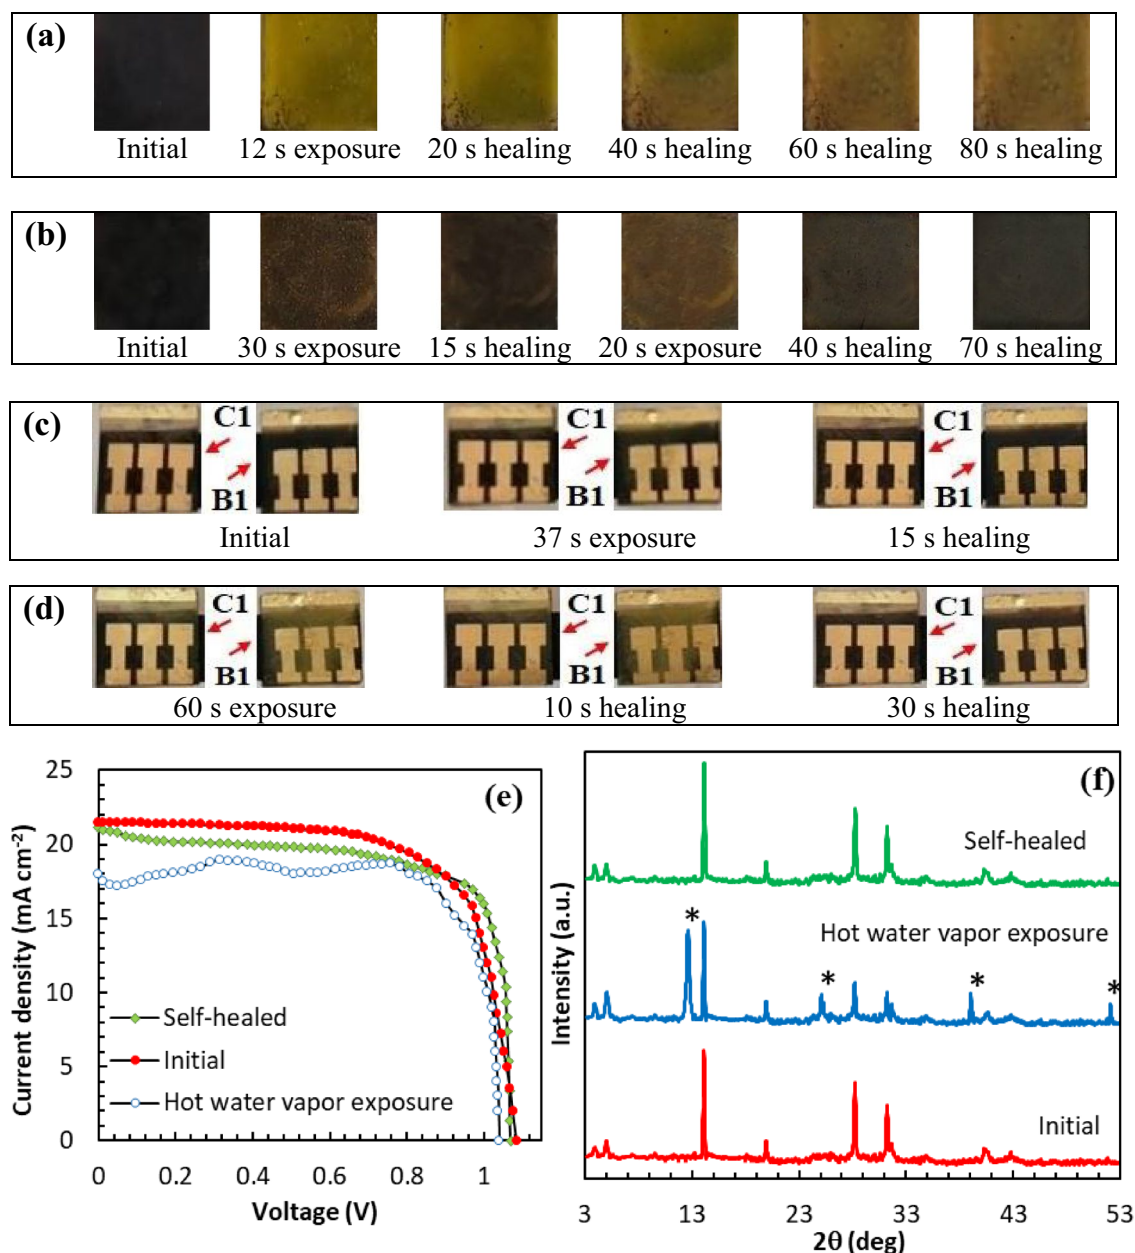 (a)
Initial 12 s exposure 20 s healing 40 s healing 60 s healing 80 s healing
(b)
Initial 30 s exposure 15 s healing 20 s exposure 40 s healing 70 s healing
(c) C1 C1 C1
B1 B1 B1
Initial 37 s exposure 15 s healing
(d) C1 C1 C1
B1 B1 B1
60 s exposure 10 s healing 30 s healing
(e)
25
20
15
10
5
0
Current density (mA cm⁻²)
Self-healed
Initial
Hot water vapor exposure
0 0.2 0.4 0.6 0.8 1
Voltage (V)
(f)
Intensity (a.u.)
Self-healed
* Hot water vapor exposure
* * *
Initial
3 13 23 33 43 53
2θ (deg)